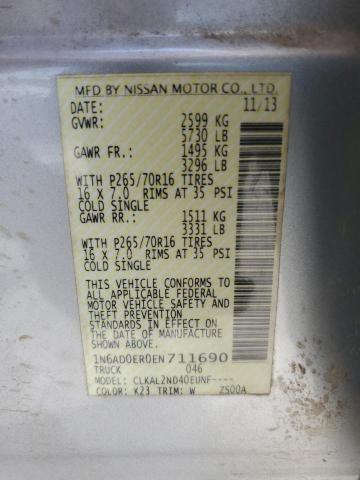 MFD BY NISSAN MOTOR CO., LTD.
DATE: 11/13
GVWR: 2599 KG
5730 LB
GAWR FR.: 1495 KG
3296 LB
WITH P265/70R16 TIRES
16 X 7.0 RIMS AT 35 PSI
COLD SINGLE
GAWR RR.: 1511 KG
3331 LB
WITH P265/70R16 TIRES
16 X 7.0 RIMS AT 35 PSI
COLD SINGLE
THIS VEHICLE CONFORMS TO
ALL APPLICABLE FEDERAL
MOTOR VEHICLE SAFETY AND THEFT
PREVENTION STANDARDS IN EFFECT
ON THE DATE OF MANUFACTURE
SHOWN ABOVE.
1N6AD0ER0EN711690
TRUCK 046
MODEL: CLKAL2ND40EUNF----
COLOR: K23 TRIM: W ZS00A